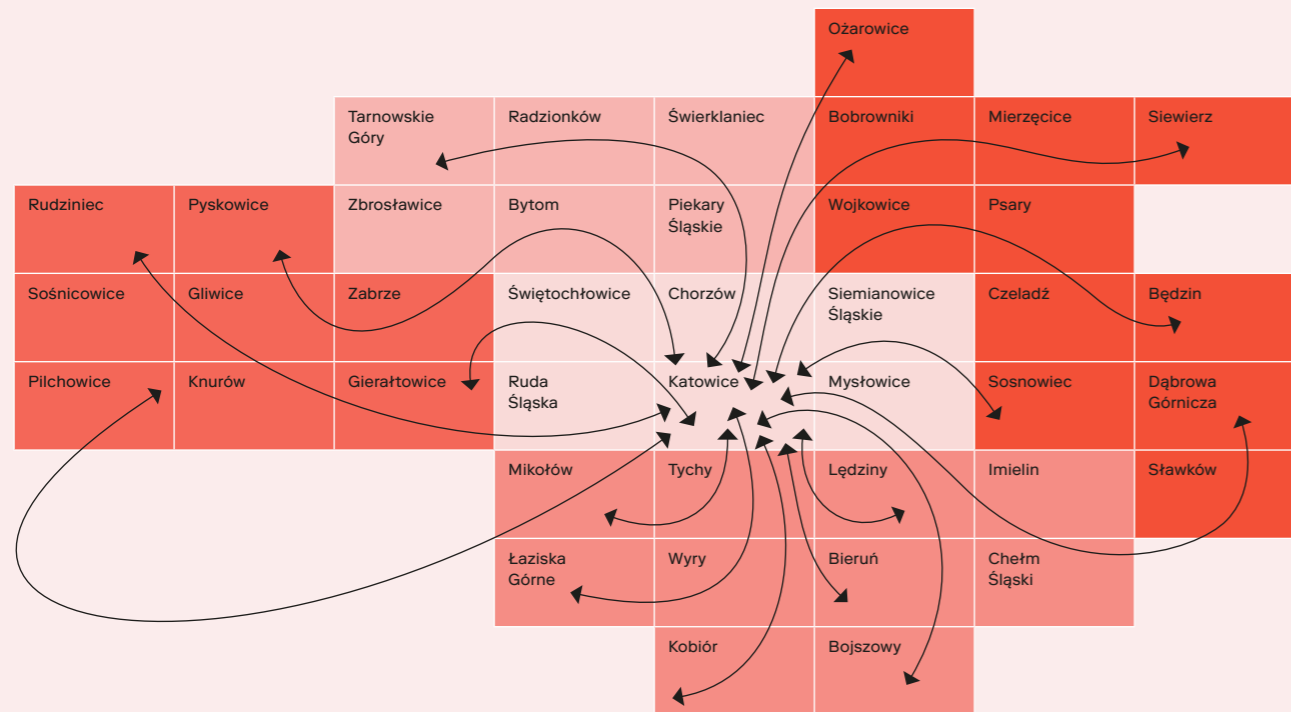 Ożarowice
Tarnowskie
Góry
Radzionków
Świerklaniec
Bobrowniki
Mierzęcice
Siewierz
Rudziniec
Pyskowice
Zbrosławice
Bytom
Piekary
Śląskie
Wojkowice
Psary
Sośnicowice
Gliwice
Zabrze
Świętochłowice
Chorzów
Siemianowice
Śląskie
Czeladź
Będzin
Pilchowice
Knurów
Gierałtowice
Ruda
Śląska
Katowice
Mysłowice
Sosnowiec
Dąbrowa
Górnicza
Mikołów
Tychy
Lędziny
Imielin
Sławków
Łaziska
Górne
Wyry
Bieruń
Chełm
Śląski
Kobiór
Bojszowy